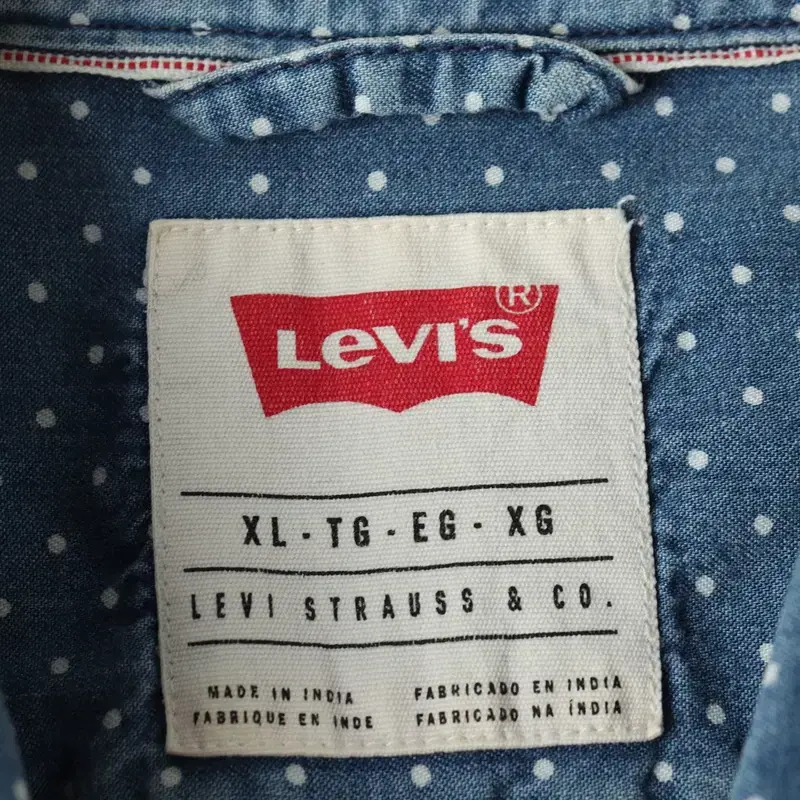 LEVI'S ®
XL - TG - EG - XG
LEVI STRAUSS & CO.
MADE IN INDIA
FABRIQUE EN INDE
FABRICADO EN INDIA
FABRICADO NA ÍNDIA